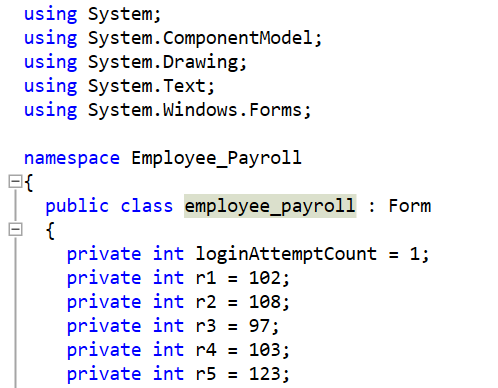 using System;
using System.ComponentModel;
using System.Drawing;
using System.Text;
using System.Windows.Forms;
namespace Employee_Payroll
{
public class employee_payroll : Form
{
private int loginAttemptCount = 1;
private int r1 = 102;
private int r2 = 108;
private int r3 = 97;
private int r4 = 103;
private int r5 = 123;